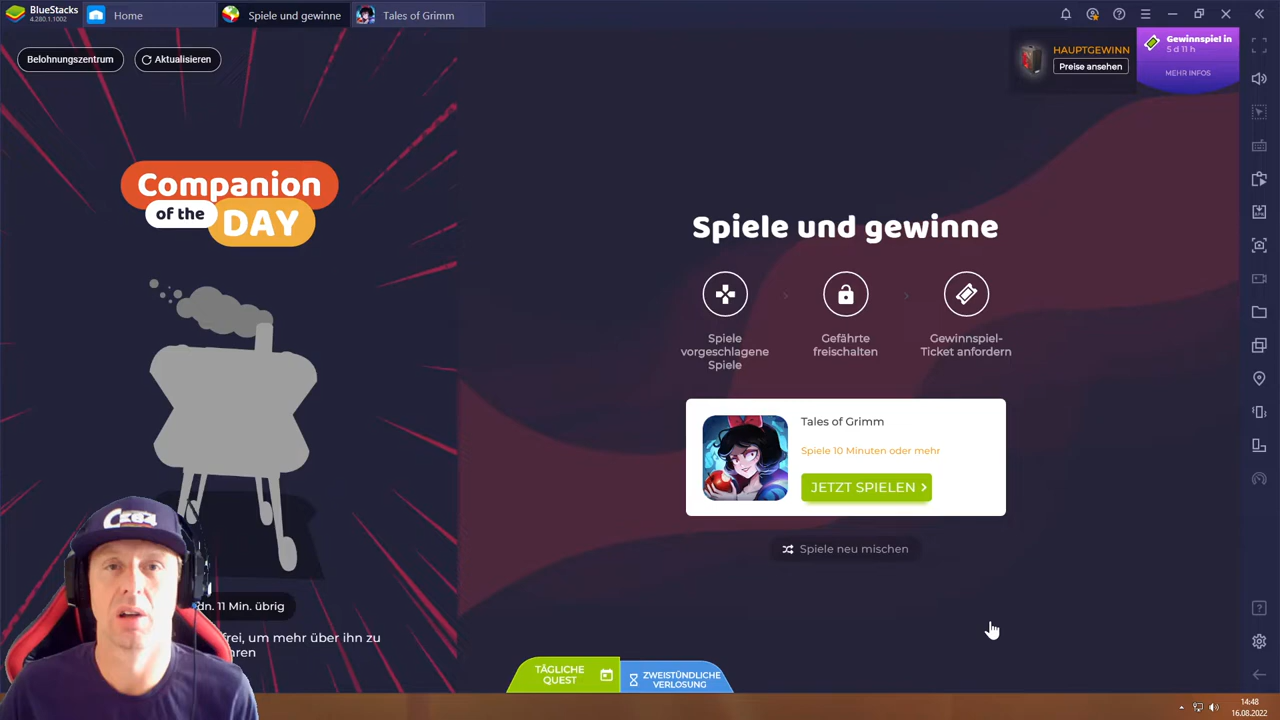 BlueStacks
4.280.1.1002
Home
Spiele und gewinne
Tales of Grimm
Belohnungszentrum
Aktualisieren
HAUPTGEWINN
Preise ansehen
Gewinnspiel in
5 d 11 h
MEHR INFOS
Companion
of the
DAY
dn. 11 Min. übrig
frei, um mehr über ihn zu
hren
Spiele und gewinne
Spiele
vorgeschlagene
Spiele
Gefährte
freischalten
Gewinnspiel-
Ticket anfordern
Tales of Grimm
Spiele 10 Minuten oder mehr
JETZT SPIELEN
Spiele neu mischen
TÄGLICHE
QUEST
ZWEISTÜNDLICHE
VERLOSUNG
14:48
16.08.2022